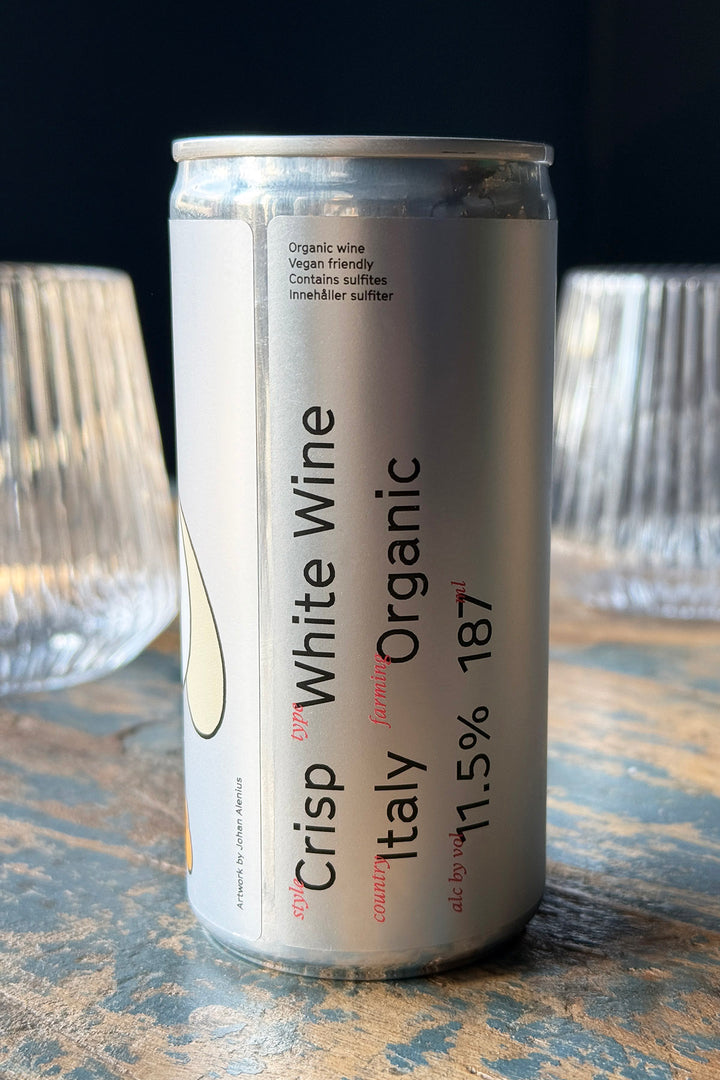 Organic wine
Vegan friendly
Contains sulfites
Innehåller sulfiter
style Crisp type White Wine
country Italy farming Organic
alc by vol 11.5% 187 ml
Artwork by Johan Alenius